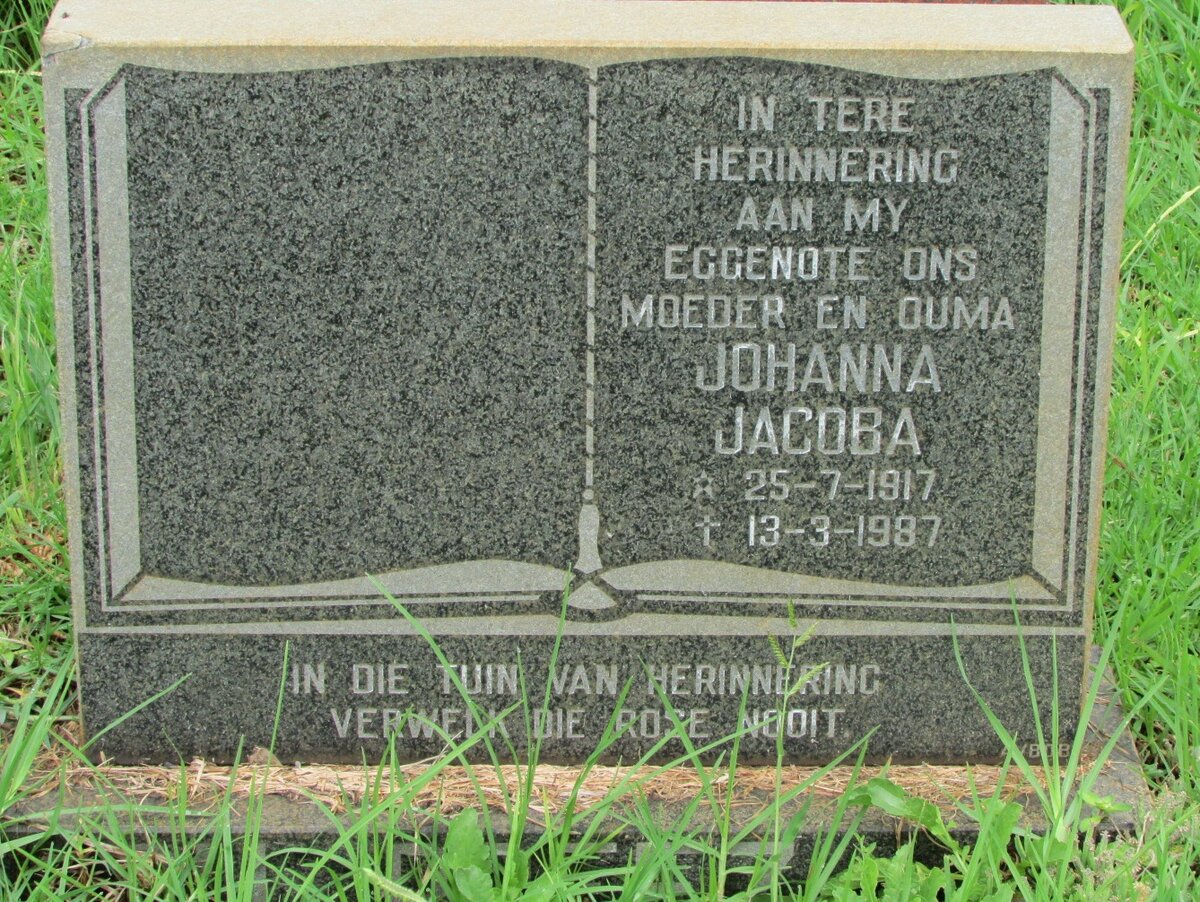 IN TERE
HERINNERING
AAN MY
EGGENOTE ONS
MOEDER EN OUMA
JOHANNA
JACOBA
25-7-1917
† 13-3-1987
IN DIE TUIN VAN HERINNERING
VERWELK DIE ROSE NOOIT.